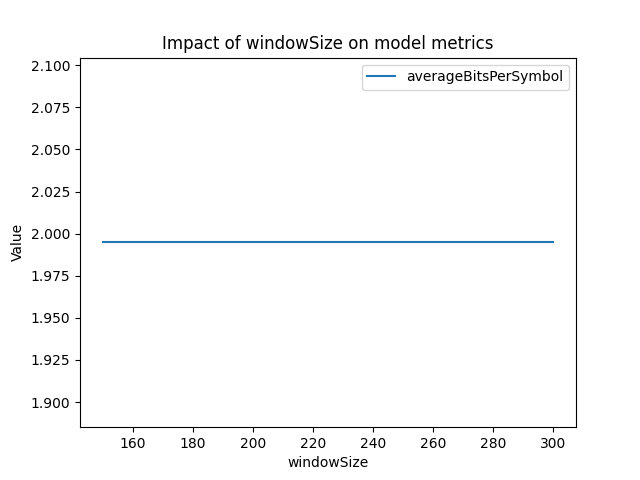 Impact of windowSize on model metrics
averageBitsPerSymbol
2.100
2.075
2.050
2.025
2.000
1.975
1.950
1.925
1.900
Value
160 180 200 220 240 260 280 300
windowSize